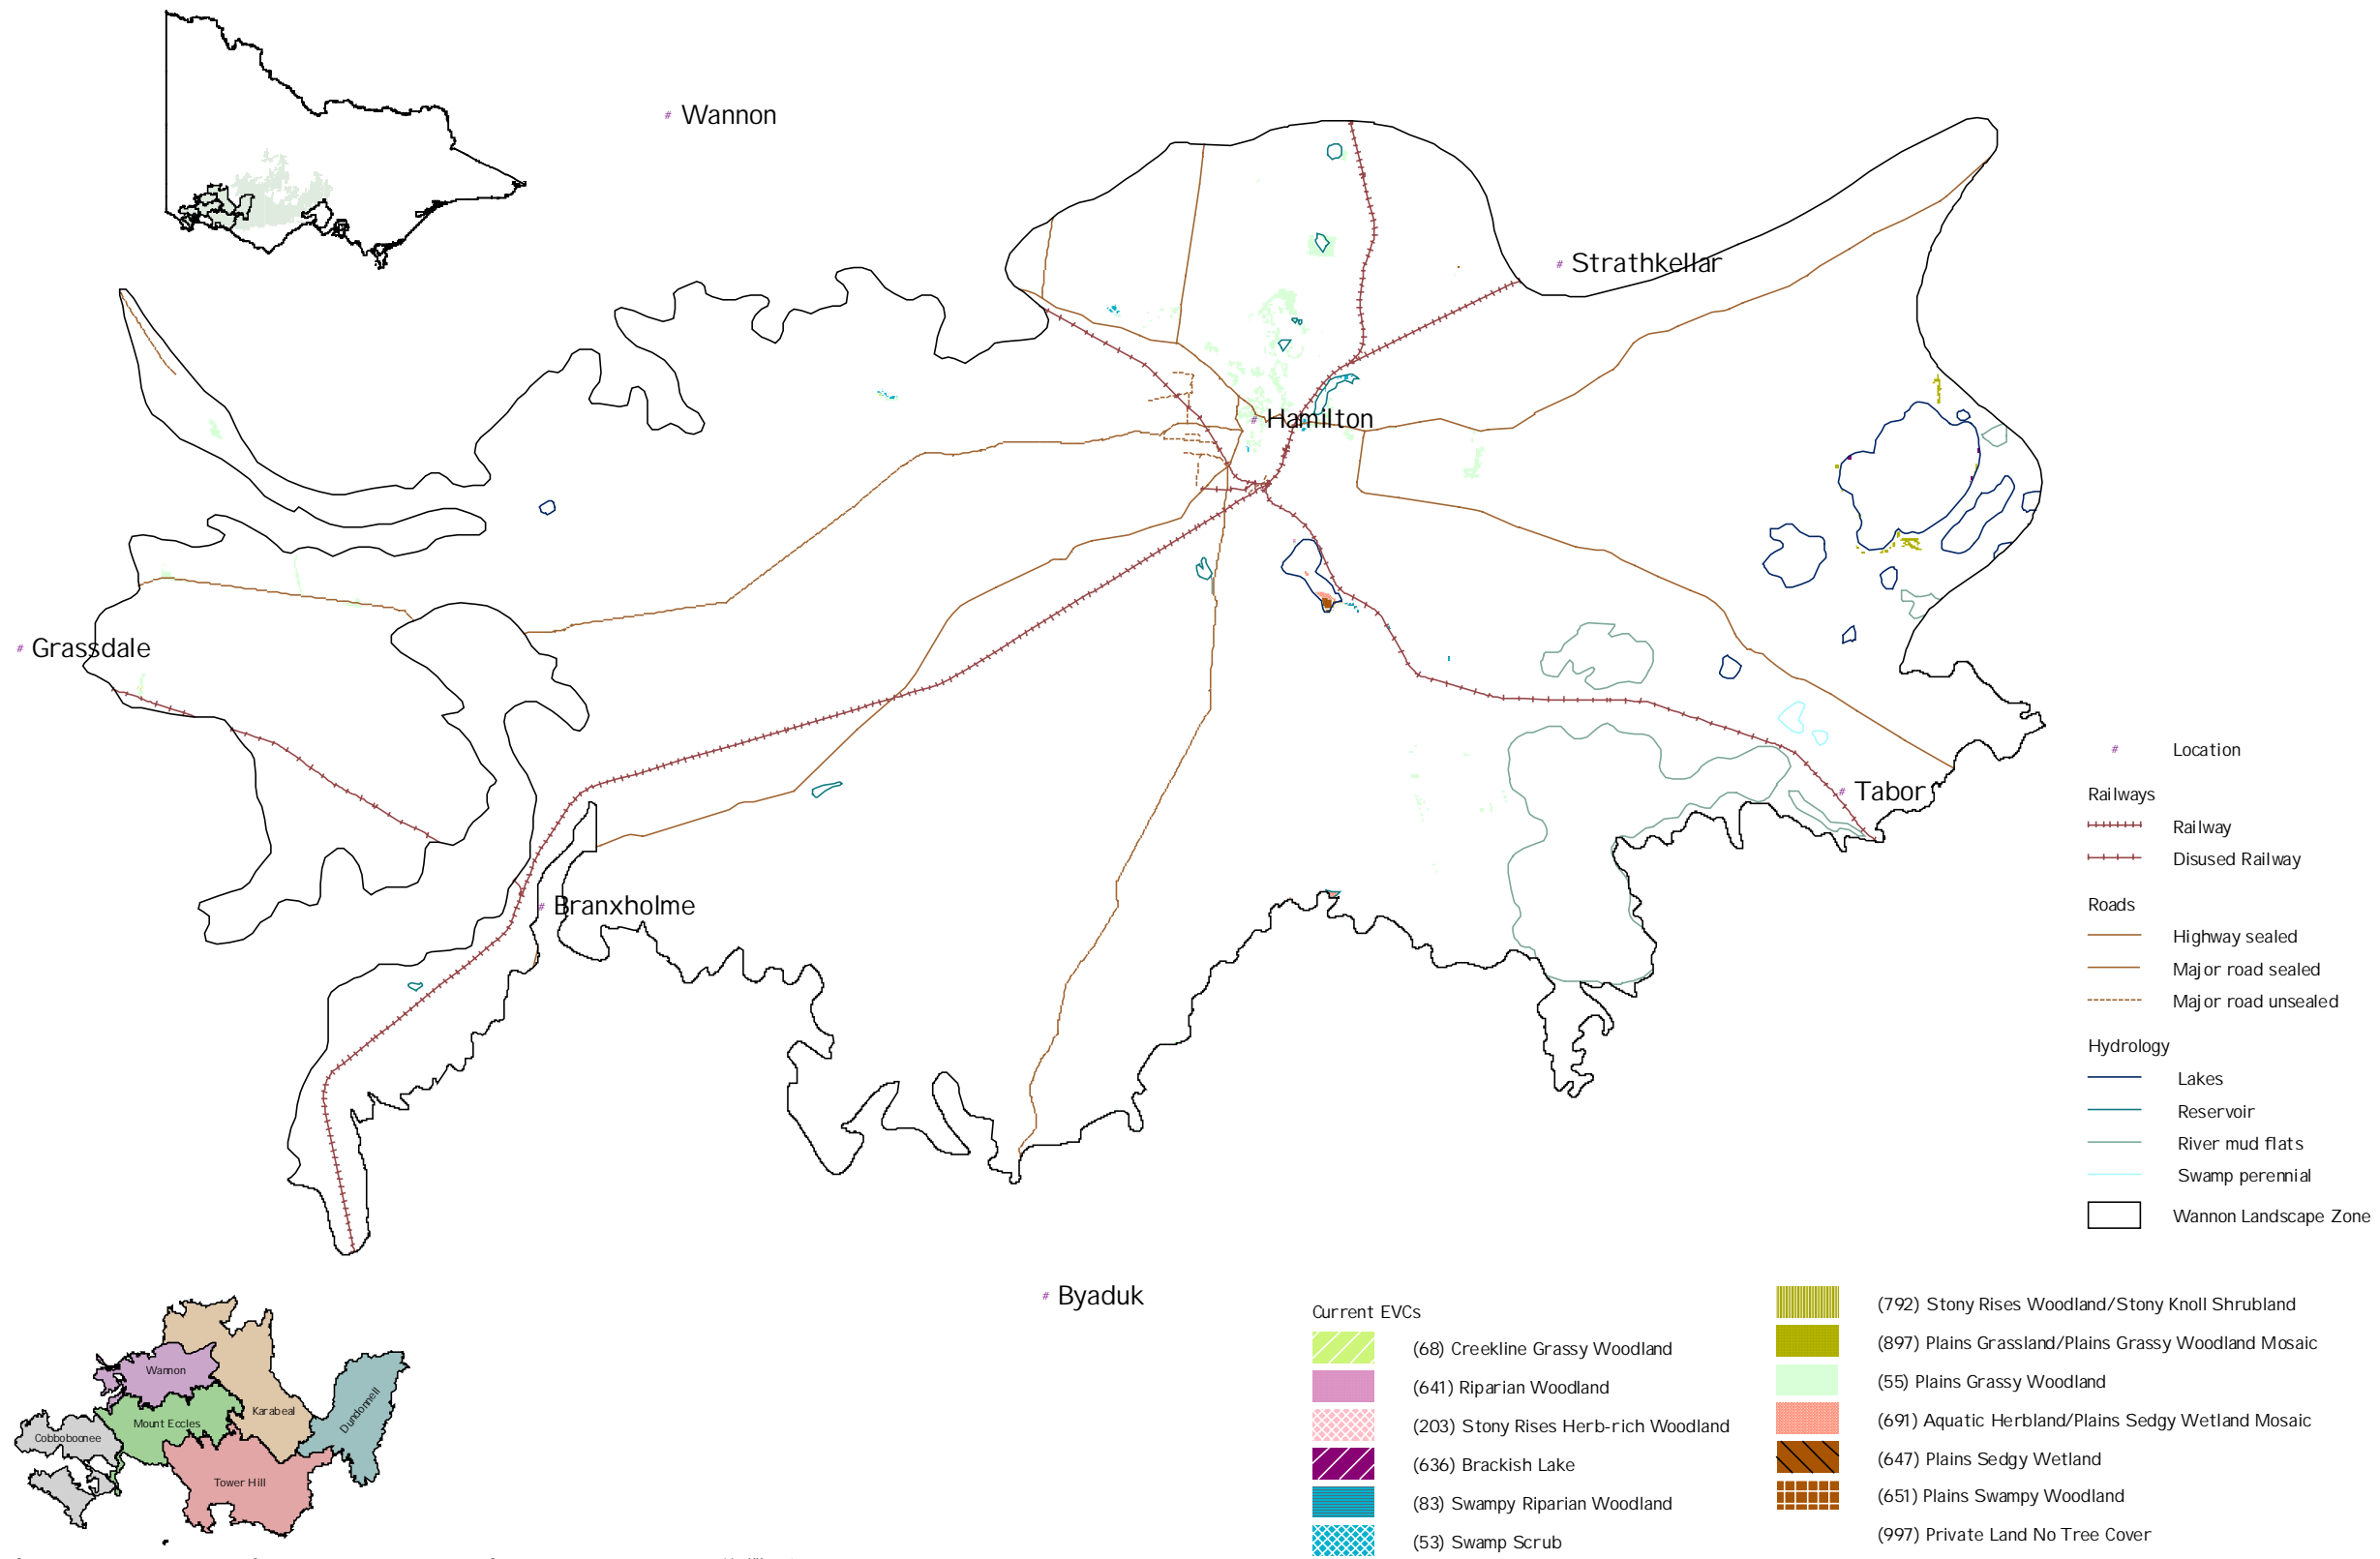 # Wannon
# Strathkellar
# Hamilton
# Grassdale
# Tabor
# Branxholme
# Byaduk
# Location
Railways
Railway
Disused Railway
Roads
Highway sealed
Major road sealed
Major road unsealed
Hydrology
Lakes
Reservoir
River mud flats
Swamp perennial
Wannon Landscape Zone
Wannon
Mount Eccles
Karabeal
Dundonnell
Cobboboonee
Tower Hill
Current EVCs
(68) Creekline Grassy Woodland
(641) Riparian Woodland
(203) Stony Rises Herb-rich Woodland
(636) Brackish Lake
(83) Swampy Riparian Woodland
(53) Swamp Scrub
(792) Stony Rises Woodland/Stony Knoll Shrubland
(897) Plains Grassland/Plains Grassy Woodland Mosaic
(55) Plains Grassy Woodland
(691) Aquatic Herbland/Plains Sedgy Wetland Mosaic
(647) Plains Sedgy Wetland
(651) Plains Swampy Woodland
(997) Private Land No Tree Cover